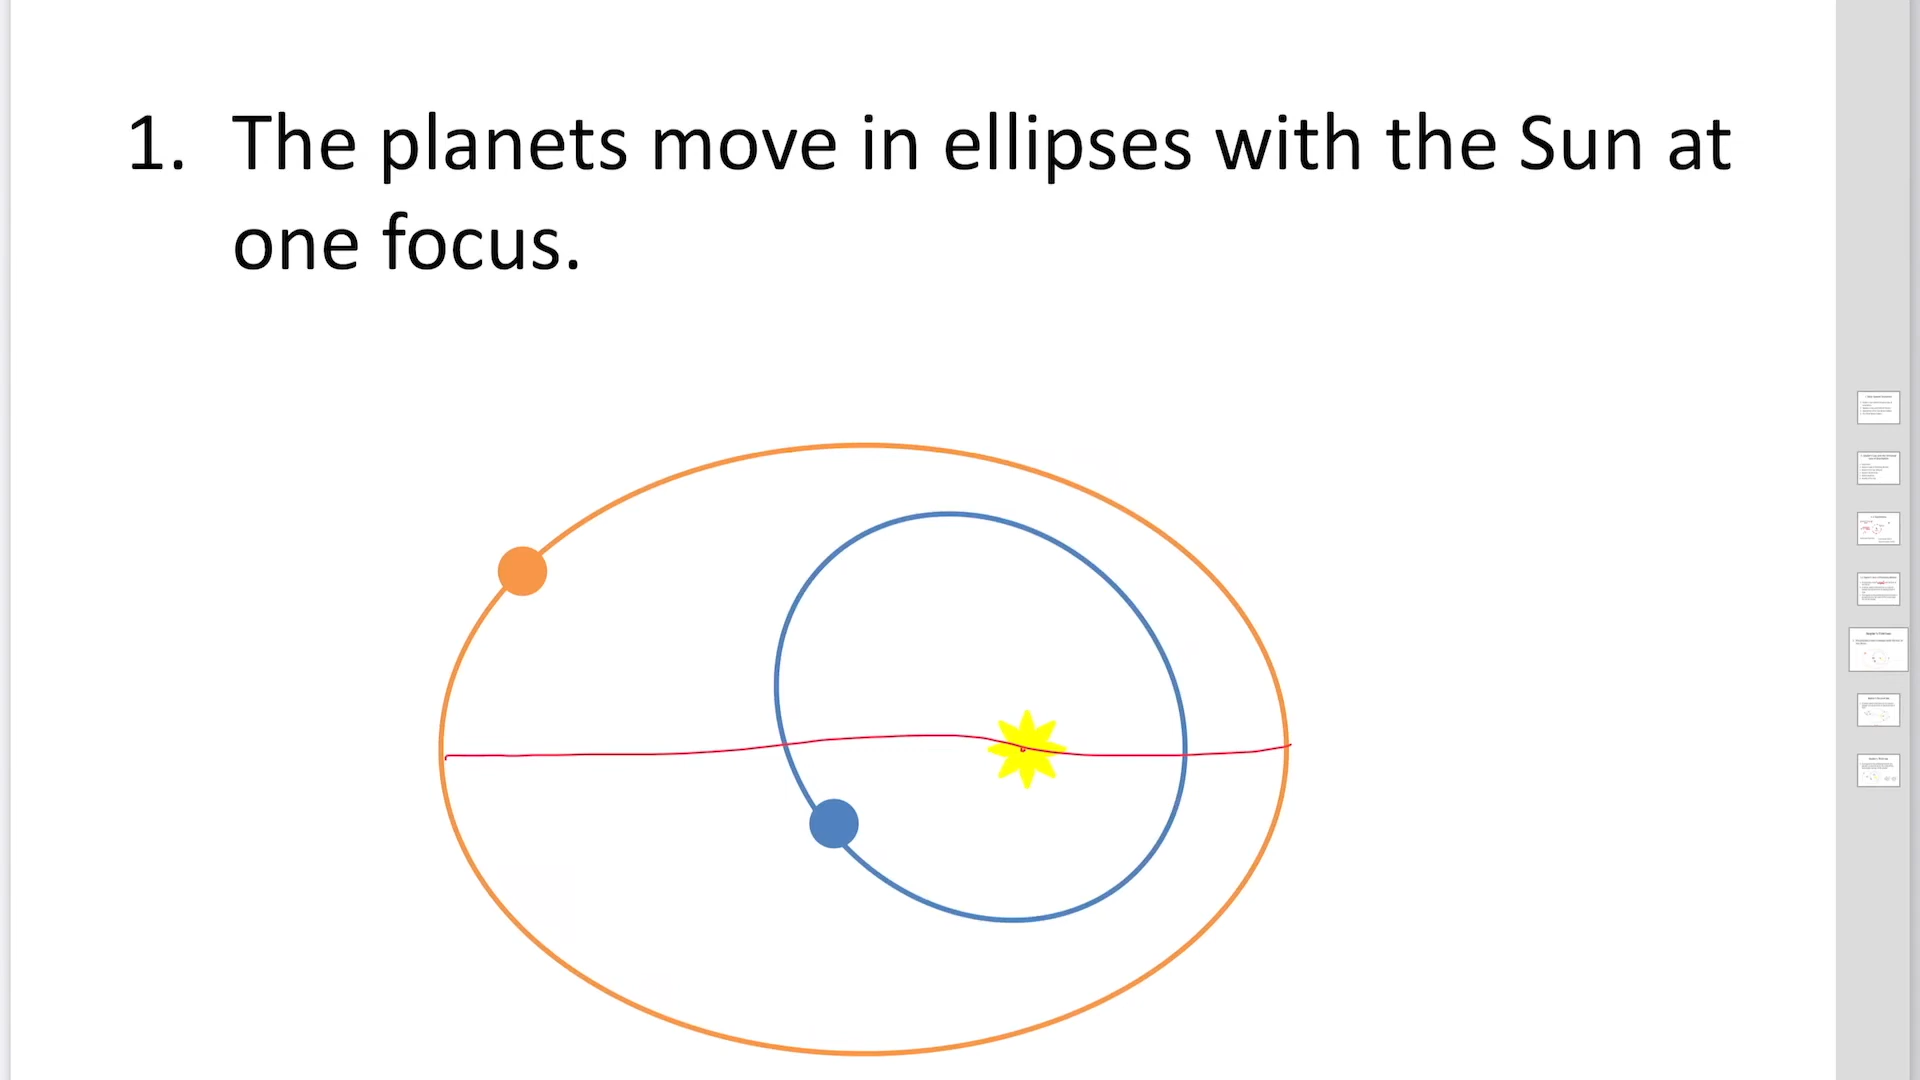 1. The planets move in ellipses with the Sun at
one focus.